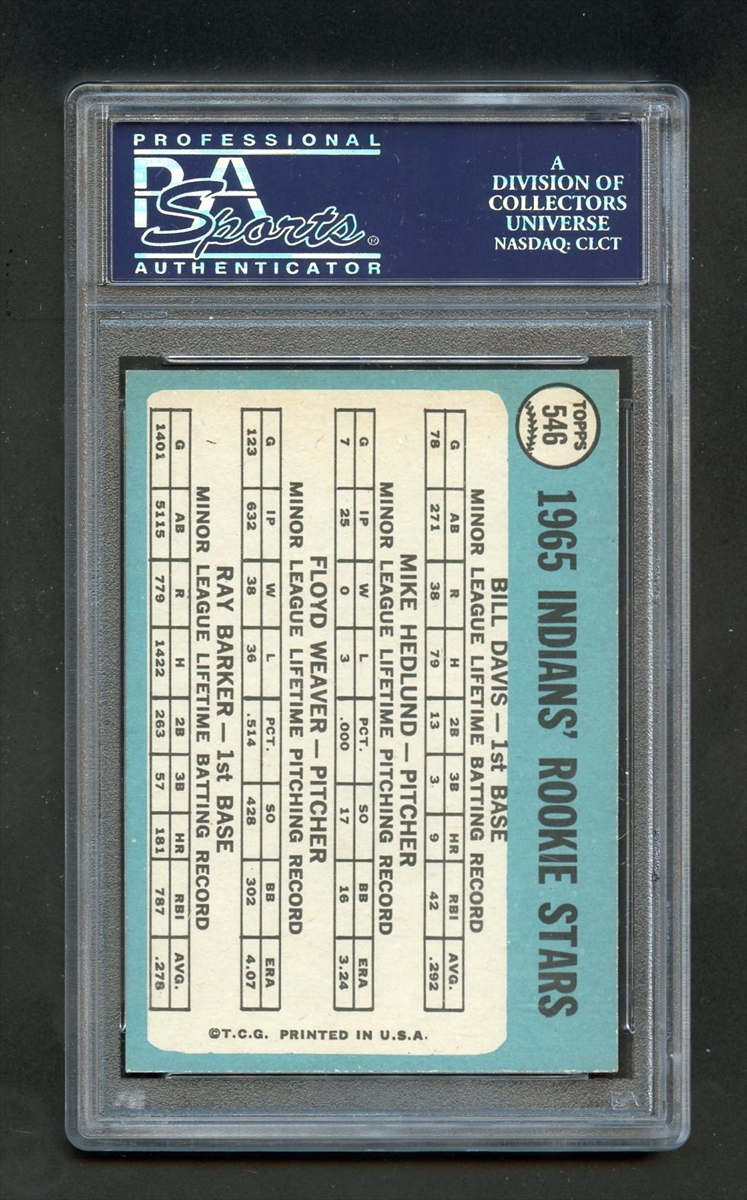 PROFESSIONAL
PSA
Sports®
AUTHENTICATOR
A
DIVISION OF
COLLECTORS
UNIVERSE
NASDAQ: CLCT
TOPPS
546
1965 INDIANS' ROOKIE STARS
BILL DAVIS — 1st BASE
MINOR LEAGUE LIFETIME BATTING RECORD
G AB R H 2B 3B HR RBI AVG.
78 271 38 79 13 3 9 42 .292
MIKE HEDLUND — PITCHER
MINOR LEAGUE LIFETIME PITCHING RECORD
G IP W L PCT. SO BB ERA
7 25 0 3 .000 17 16 3.24
FLOYD WEAVER — PITCHER
MINOR LEAGUE LIFETIME PITCHING RECORD
G IP W L PCT. SO BB ERA
123 632 38 36 .514 428 302 4.07
RAY BARKER — 1st BASE
MINOR LEAGUE LIFETIME BATTING RECORD
G AB R H 2B 3B HR RBI AVG.
1401 5115 779 1422 263 57 181 787 .278
©T.C.G. PRINTED IN U.S.A.